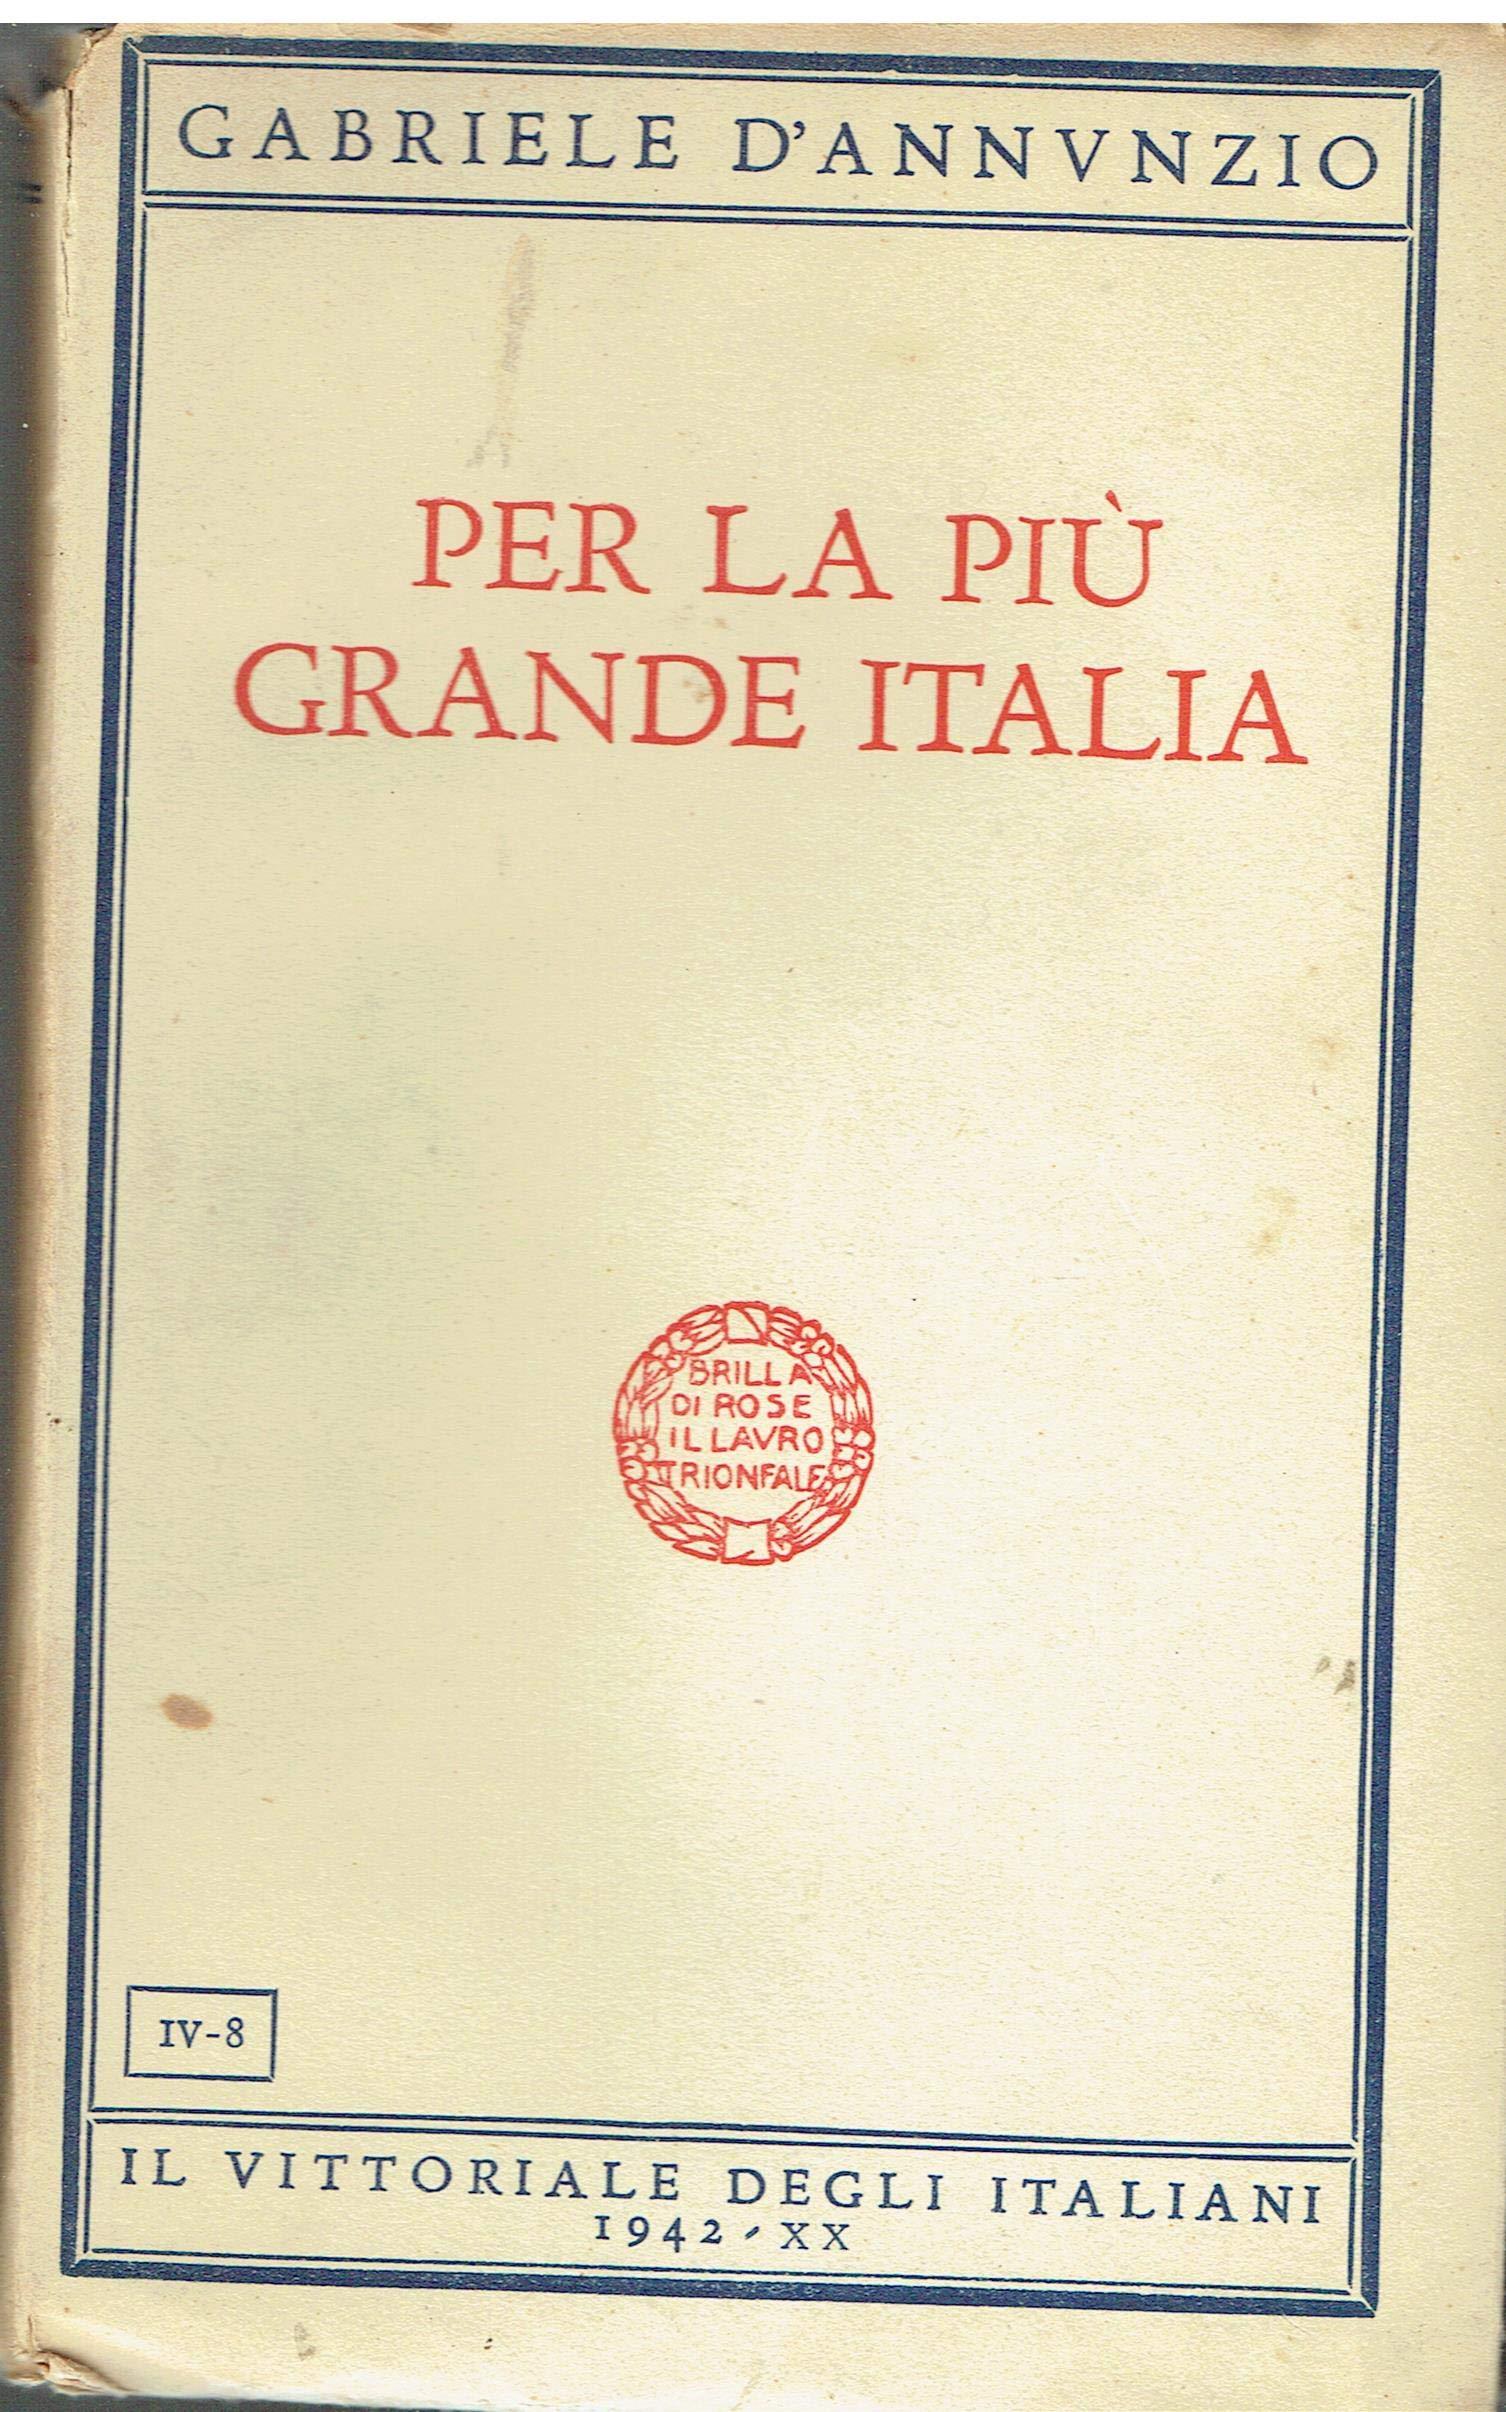 GABRIELE D'ANNVNZIO
PER LA PIÙ
GRANDE ITALIA
BRILLA
DI ROSE
IL LAVRO
TRIONFALE
IV-8
IL VITTORIALE DEGLI ITALIANI
1942 - XX